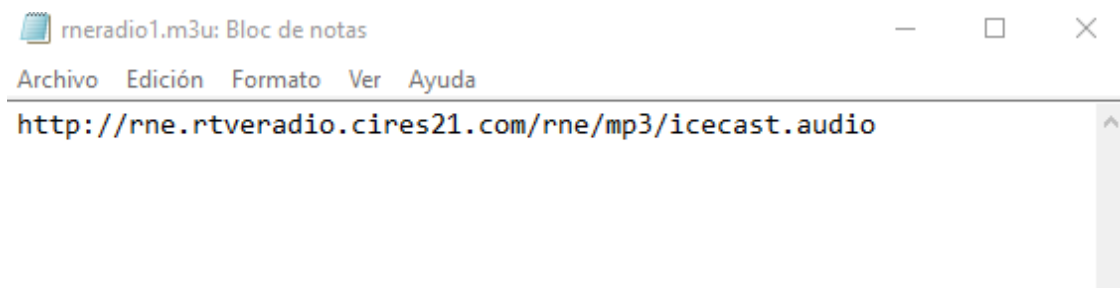 rneradio1.m3u: Bloc de notas
Archivo Edición Formato Ver Ayuda
http://rne.rtveradio.cires21.com/rne/mp3/icecast.audio